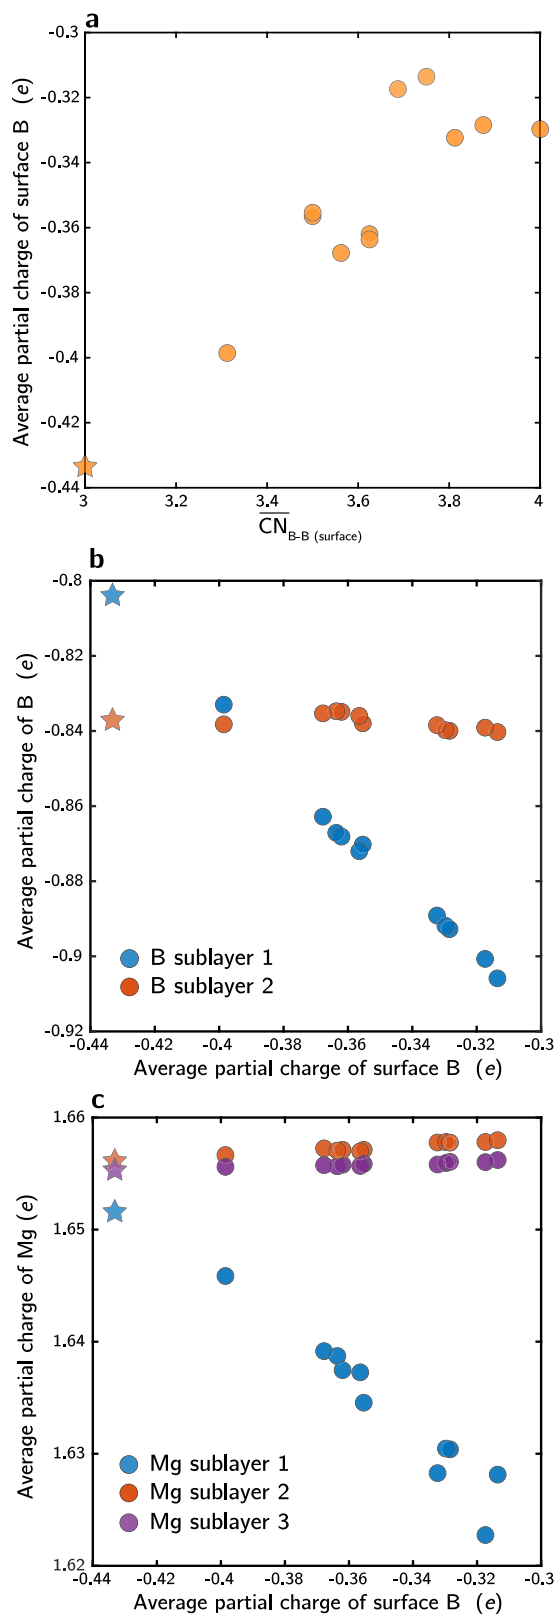 a
Average partial charge of surface B (e)
-0.3
-0.32
-0.34
-0.36
-0.38
-0.4
-0.42
-0.44
3 3.2 3.4 3.6 3.8 4
CN B-B (surface)
b
Average partial charge of B (e)
-0.8
-0.82
-0.84
-0.86
-0.88
-0.9
-0.92
B sublayer 1
B sublayer 2
-0.44 -0.42 -0.4 -0.38 -0.36 -0.34 -0.32 -0.3
Average partial charge of surface B (e)
c
Average partial charge of Mg (e)
1.66
1.65
1.64
1.63
1.62
Mg sublayer 1
Mg sublayer 2
Mg sublayer 3
-0.44 -0.42 -0.4 -0.38 -0.36 -0.34 -0.32 -0.3
Average partial charge of surface B (e)